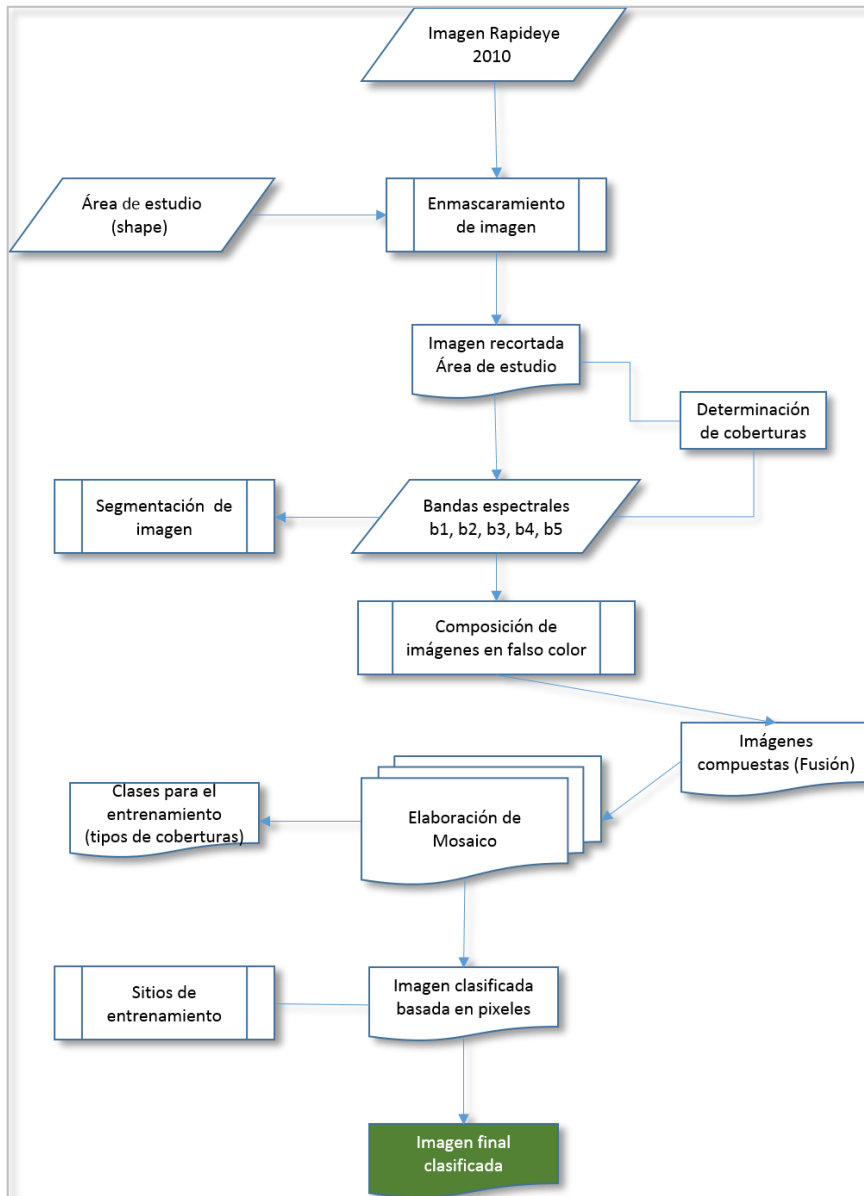 Imagen Rapideye
2010
Área de estudio
(shape)
Enmascaramiento
de imagen
Imagen recortada
Área de estudio
Determinación
de coberturas
Segmentación de
imagen
Bandas espectrales
b1, b2, b3, b4, b5
Composición de
imágenes en falso color
Imágenes
compuestas (Fusión)
Clases para el
entrenamiento
(tipos de coberturas)
Elaboración de
Mosaico
Sitios de
entrenamiento
Imagen clasificada
basada en pixeles
Imagen final
clasificada